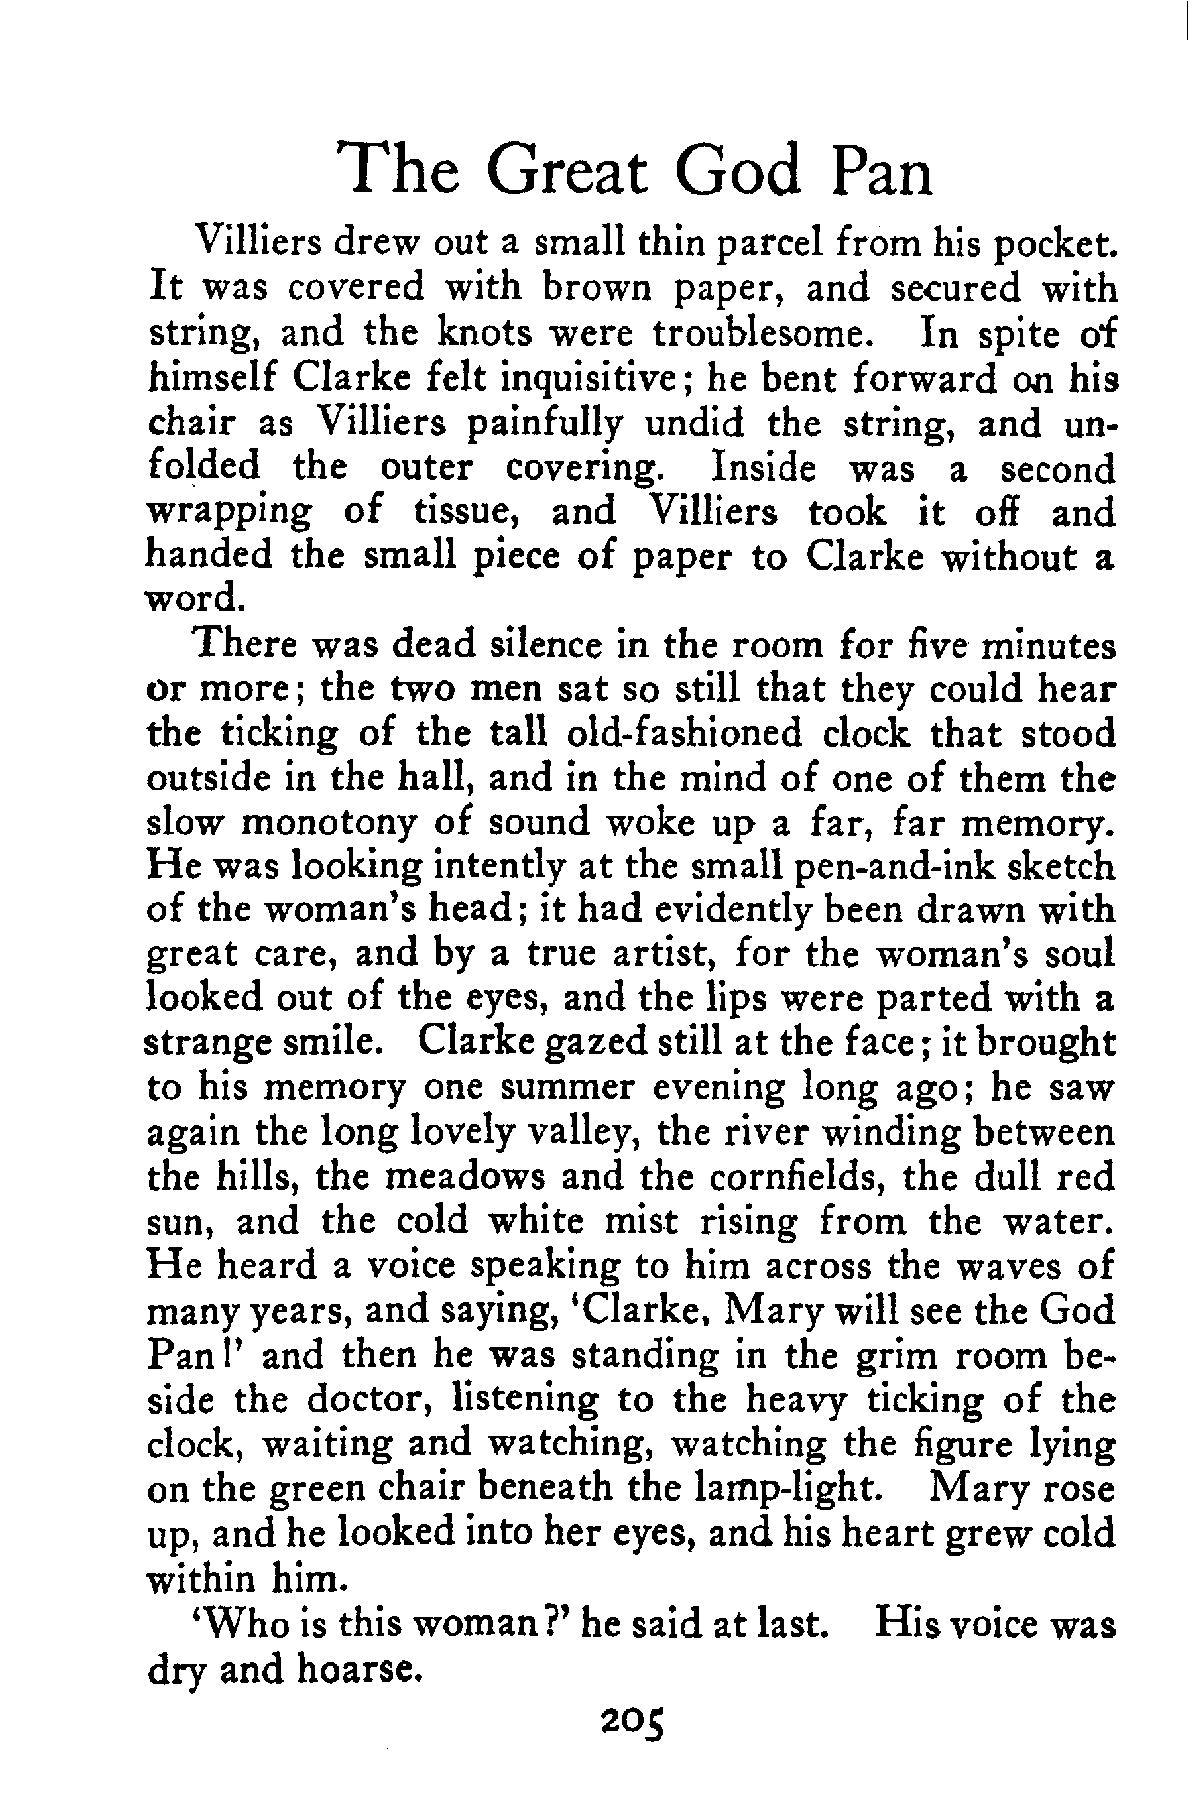 The Great God Pan
Villiers drew out a small thin parcel from his pocket.
It was covered with brown paper, and secured with
string, and the knots were troublesome. In spite of
himself Clarke felt inquisitive; he bent forward on his
chair as Villiers painfully undid the string, and un-
folded the outer covering. Inside was a second
wrapping of tissue, and Villiers took it off and
handed the small piece of paper to Clarke without a
word.
There was dead silence in the room for five minutes
or more; the two men sat so still that they could hear
the ticking of the tall old-fashioned clock that stood
outside in the hall, and in the mind of one of them the
slow monotony of sound woke up a far, far memory.
He was looking intently at the small pen-and-ink sketch
of the woman's head; it had evidently been drawn with
great care, and by a true artist, for the woman's soul
looked out of the eyes, and the lips were parted with a
strange smile. Clarke gazed still at the face; it brought
to his memory one summer evening long ago; he saw
again the long lovely valley, the river winding between
the hills, the meadows and the cornfields, the dull red
sun, and the cold white mist rising from the water.
He heard a voice speaking to him across the waves of
many years, and saying, 'Clarke, Mary will see the God
Pan!' and then he was standing in the grim room be-
side the doctor, listening to the heavy ticking of the
clock, waiting and watching, watching the figure lying
on the green chair beneath the lamp-light. Mary rose
up, and he looked into her eyes, and his heart grew cold
within him.
'Who is this woman?' he said at last. His voice was
dry and hoarse.
205